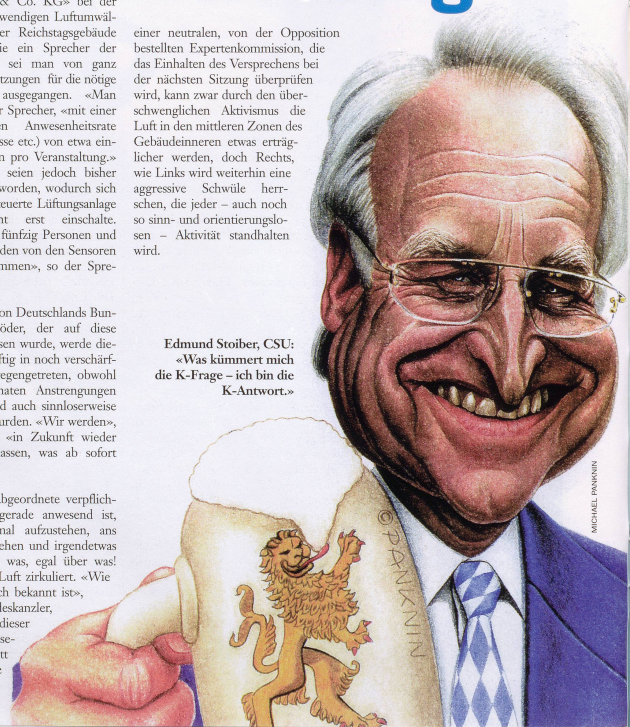 & Co. KG» bei der
wendigen Luftumwäl-
er Reichstagsgebäude
ie ein Sprecher der
sei man von ganz
tzungen für die nötige
ausgegangen. «Man
r Sprecher, «mit einer
en Anwesenheitsrate
sse etc.) von etwa ein-
n pro Veranstaltung.»
seien jedoch bisher
worden, wodurch sich
teuerte Lüftungsanlage
ht erst einschalte.
fünfzig Personen und
den von den Sensoren
mmen», so der Spre-
on Deutschlands Bun-
öder, der auf diese
sen wurde, werde die-
ftig in noch verschärf-
egengetreten, obwohl
naten Anstrengungen
d auch sinnloserweise
urden. «Wir werden»,
«in Zukunft wieder
assen, was ab sofort
bgeordnete verpflich-
gerade anwesend ist,
nal aufzustehen, ans
ehen und irgendetwas
was, egal über was!
Luft zirkuliert. «Wie
ch bekannt ist»,
deskanzler,
dieser
se-
tt
e
einer neutralen, von der Opposition
bestellten Expertenkommission, die
das Einhalten des Versprechens bei
der nächsten Sitzung überprüfen
wird, kann zwar durch den über-
schwenglichen Aktivismus die
Luft in den mittleren Zonen des
Gebäudeinneren etwas erträg-
licher werden, doch Rechts,
wie Links wird weiterhin eine
aggressive Schwüle herr-
schen, die jeder – auch noch
so sinn- und orientierungslo-
sen – Aktivität standhalten
wird.
Edmund Stoiber, CSU:
«Was kümmert mich
die K-Frage – ich bin die
K-Antwort.»
© PANKNIN
MICHAEL PANKNIN